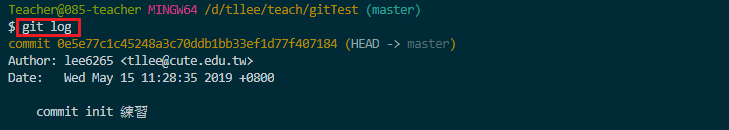 Teacher@085-teacher MINGW64 /d/tllee/teach/gitTest (master)
$ git log
commit 0e5e77c1c45248a3c70ddb1bb33ef1d77f407184 (HEAD -> master)
Author: lee6265 <tllee@cute.edu.tw>
Date:   Wed May 15 11:28:35 2019 +0800
    commit init 練習